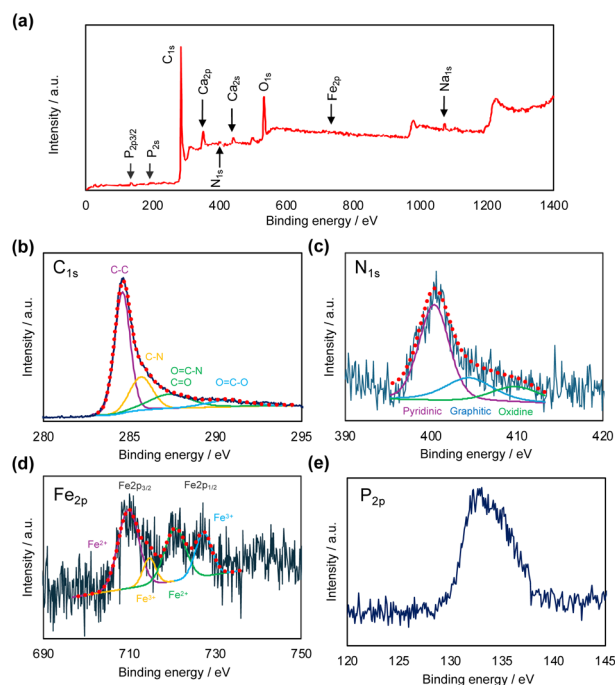 (a)
Intensity / a.u.
P2p3/2
P2s
C1s
Ca2p
N1s
Ca2s
O1s
Fe2p
Na1s
0 200 400 600 800 1000 1200 1400
Binding energy / eV
(b)
C1s
Intensity / a.u.
C-C
C-N
O=C-N
C=O
O=C-O
280 285 290 295
Binding energy / eV
(c)
N1s
Intensity / a.u.
Pyridinic Graphitic Oxidine
390 400 410 420
Binding energy / eV
(d)
Fe2p
Intensity / a.u.
Fe2p3/2
Fe2p1/2
Fe2+
Fe3+
Fe3+
Fe2+
690 710 730 750
Binding energy / eV
(e)
P2p
Intensity / a.u.
120 125 130 135 140 145
Binding energy / eV